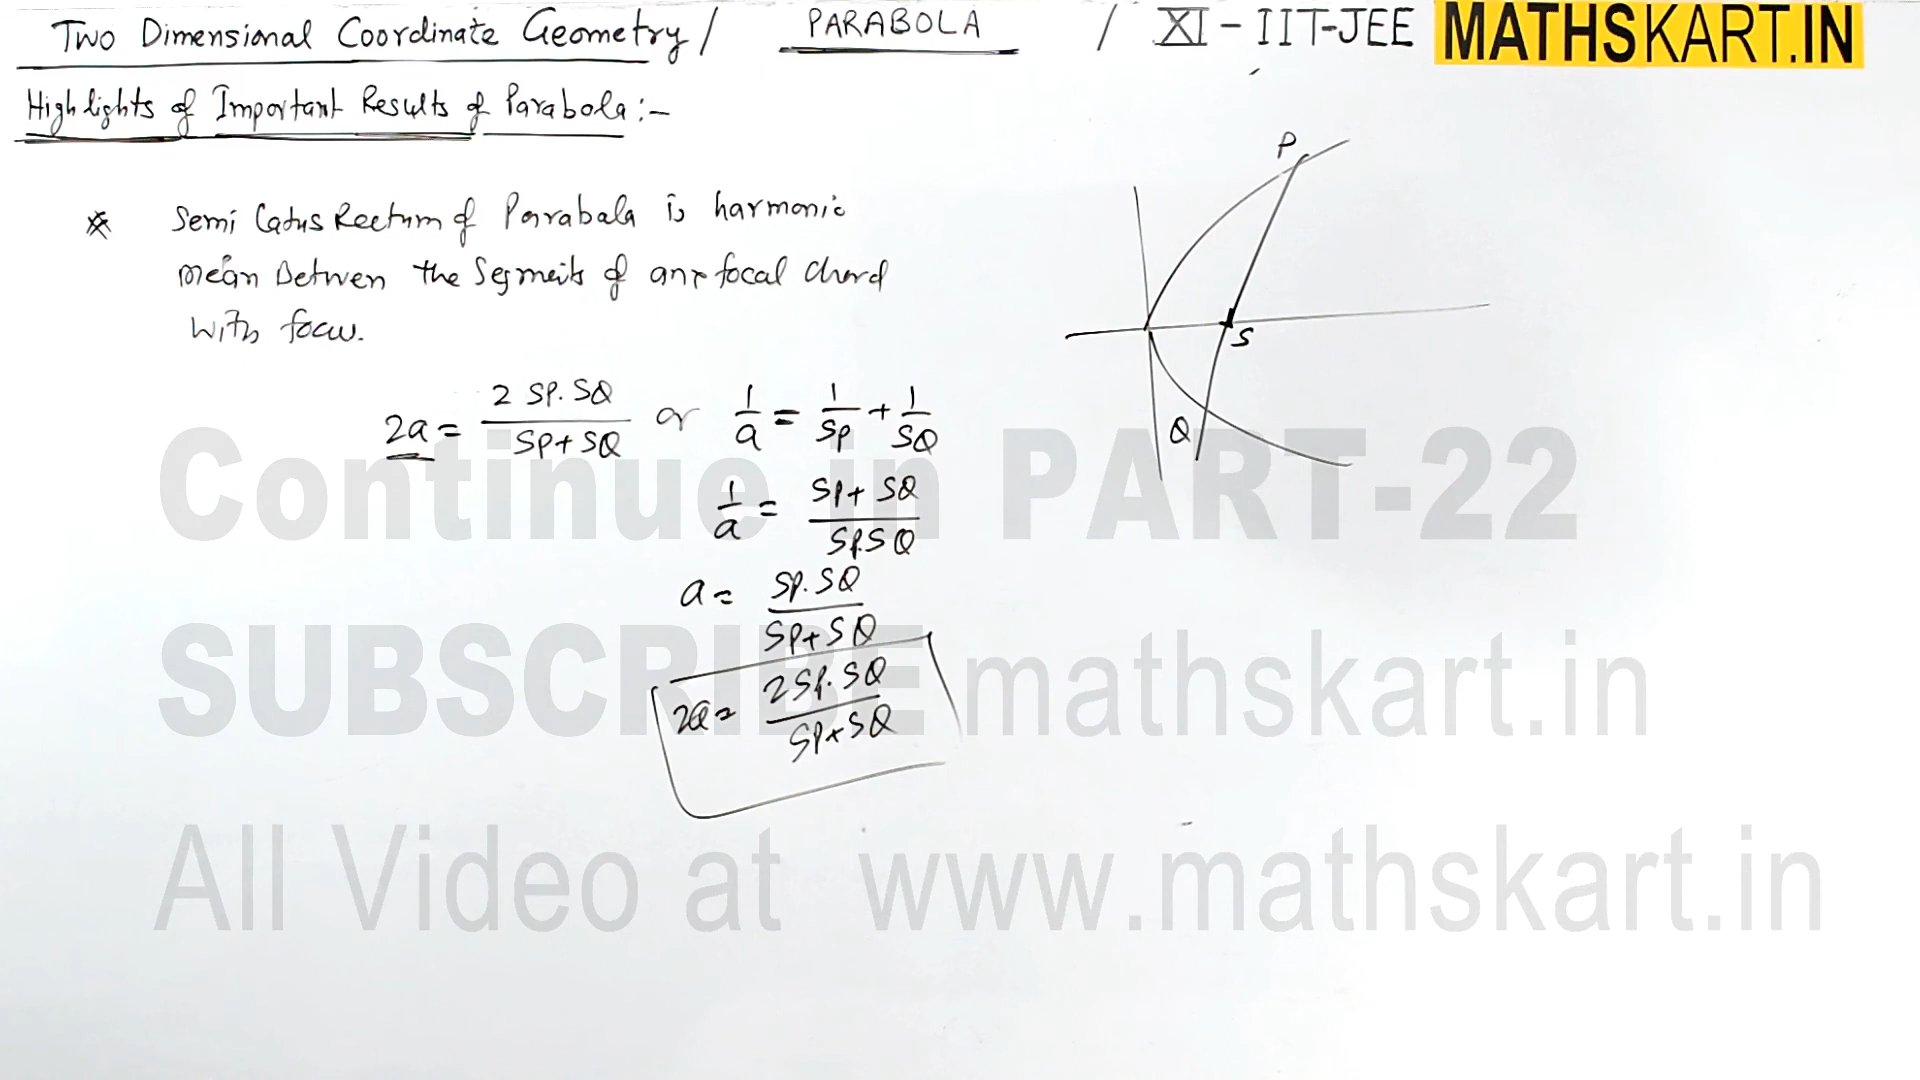 Two Dimensional Coordinate Geometry / PARABOLA / XI - IIT-JEE MATHSKART.IN
Highlights of Important Results of Parabola :-
* Semi Latus Rectum of Parabala is harmonic
mean Between the Segments of any focal chord
with focus.
2a = 2 SP. SQ / SP + SQ or 1/a = 1/SP + 1/SQ
1/a = SP + SQ / SP.SQ
a = SP. SQ / SP + SQ
2a = 2 SP. SQ / SP + SQ
P
S
Q
Continue in PART-22
SUBSCRIBE mathskart.in
All Video at www.mathskart.in